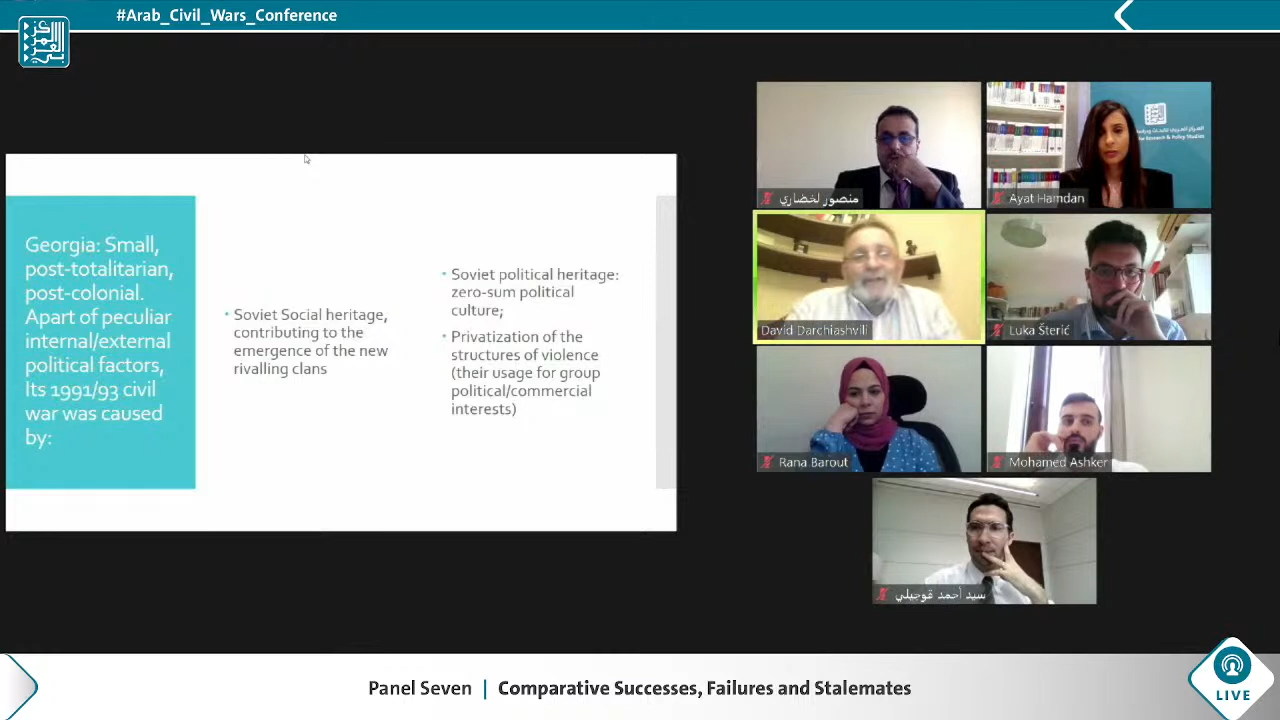 #Arab_Civil_Wars_Conference
المركز العربي
Georgia: Small,
post-totalitarian,
post-colonial.
Apart of peculiar
internal/external
political factors,
Its 1991/93 civil
war was caused
by:
• Soviet Social heritage,
contributing to the
emergence of the new
rivalling clans
• Soviet political heritage:
zero-sum political
culture;
• Privatization of the
structures of violence
(their usage for group
political/commercial
interests)
منصور لخضاري
Ayat Hamdan
David Darchiashvili
Luka Šterić
Rana Barout
Mohamed Ashker
سيد أحمد قوجيلي
Panel Seven | Comparative Successes, Failures and Stalemates
LIVE